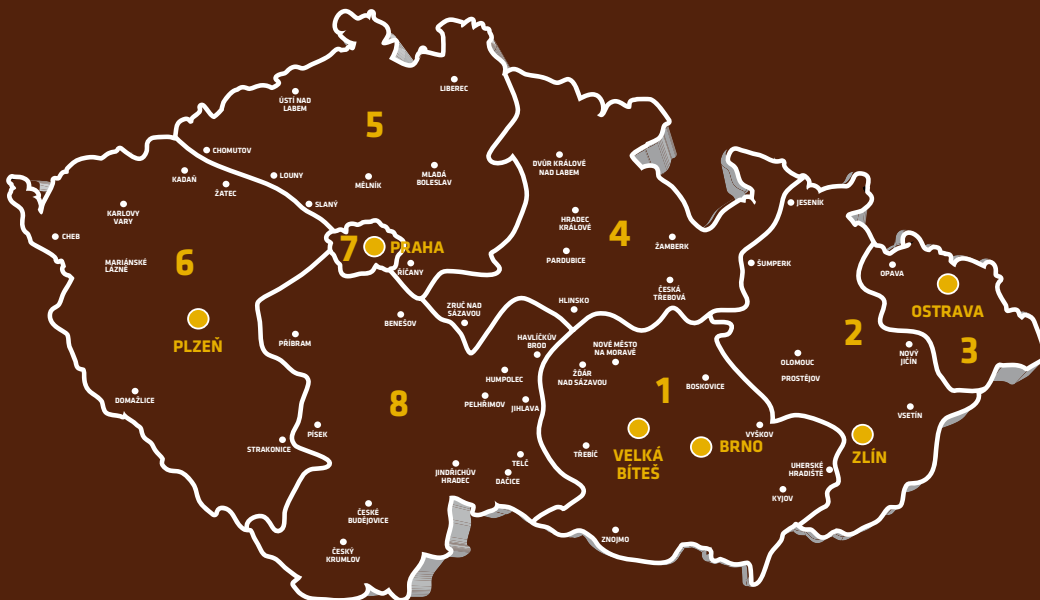 LIBEREC
ÚSTÍ NAD
LABEM
5
CHOMUTOV
DVŮR KRÁLOVÉ
NAD LABEM
MLADÁ
BOLESLAV
KADAŇ
LOUNY
MĚLNÍK
ŽATEC
JESENÍK
SLANÝ
KARLOVY
VARY
HRADEC
KRÁLOVÉ
4
CHEB
7
PRAHA
ŽAMBERK
PARDUBICE
MARIÁNSKÉ
LÁZNĚ
6
ŘÍČANY
ŠUMPERK
OPAVA
ČESKÁ
TŘEBOVÁ
HLINSKO
ZRUČ NAD
SÁZAVOU
BENEŠOV
OSTRAVA
PLZEŇ
PŘÍBRAM
HAVLÍČKŮV
BROD
NOVÉ MĚSTO
NA MORAVĚ
2
3
NOVÝ
JIČÍN
OLOMOUC
PROSTĚJOV
HUMPOLEC
ŽĎÁR
NAD SÁZAVOU
1
BOSKOVICE
DOMAŽLICE
8
PELHŘIMOV
JIHLAVA
VSETÍN
PÍSEK
VYŠKOV
STRAKONICE
TŘEBÍČ
VELKÁ
BÍTEŠ
BRNO
ZLÍN
TELČ
JINDŘICHŮV
HRADEC
DAČICE
UHERSKÉ
HRADIŠTĚ
KYJOV
ČESKÉ
BUDĚJOVICE
ZNOJMO
ČESKÝ
KRUMLOV